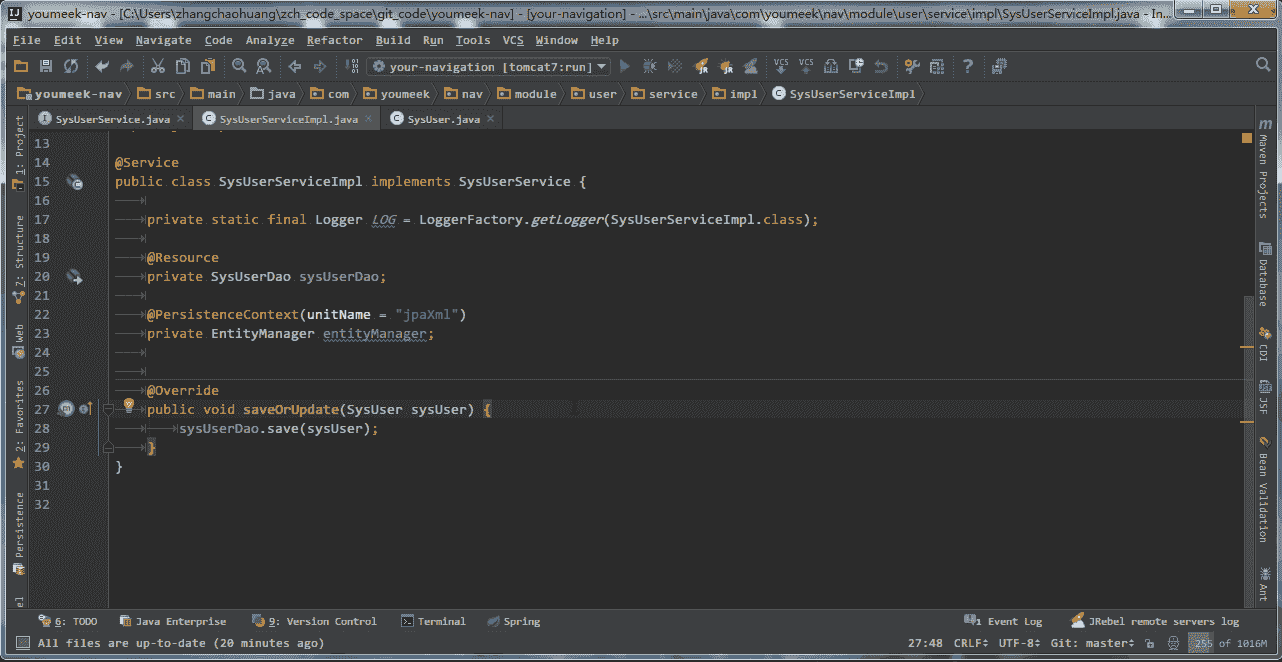 youmeek-nav - [C:\Users\zhangchaohuang\zch_code_space\git_code\youmeek-nav] - [your-navigation] - ...\src\main\java\com\youmeek\nav\module\user\service\impl\SysUserServiceImpl.java - In...
File Edit View Navigate Code Analyze Refactor Build Run Tools VCS Window Help
your-navigation [tomcat7:run]
youmeek-nav src main java com youmeek nav module user service impl SysUserServiceImpl
SysUserService.java SysUserServiceImpl.java SysUser.java
13
14 @Service
15 public class SysUserServiceImpl implements SysUserService {
16
17 private static final Logger LOG = LoggerFactory.getLogger(SysUserServiceImpl.class);
18
19 @Resource
20 private SysUserDao sysUserDao;
21
22 @PersistenceContext(unitName = "jpaXml")
23 private EntityManager entityManager;
24
25
26 @Override
27 public void saveOrUpdate(SysUser sysUser) {
28 sysUserDao.save(sysUser);
29 }
30 }
31
32
1: Project
7: Structure
Web
2: Favorites
Persistence
Maven Projects
Database
CDI
JSF
Bean Validation
Ant
6: TODO Java Enterprise 9: Version Control Terminal Spring 1 Event Log JRebel remote servers log
All files are up-to-date (20 minutes ago) 27:48 CRLF UTF-8 Git: master 255 of 1016M